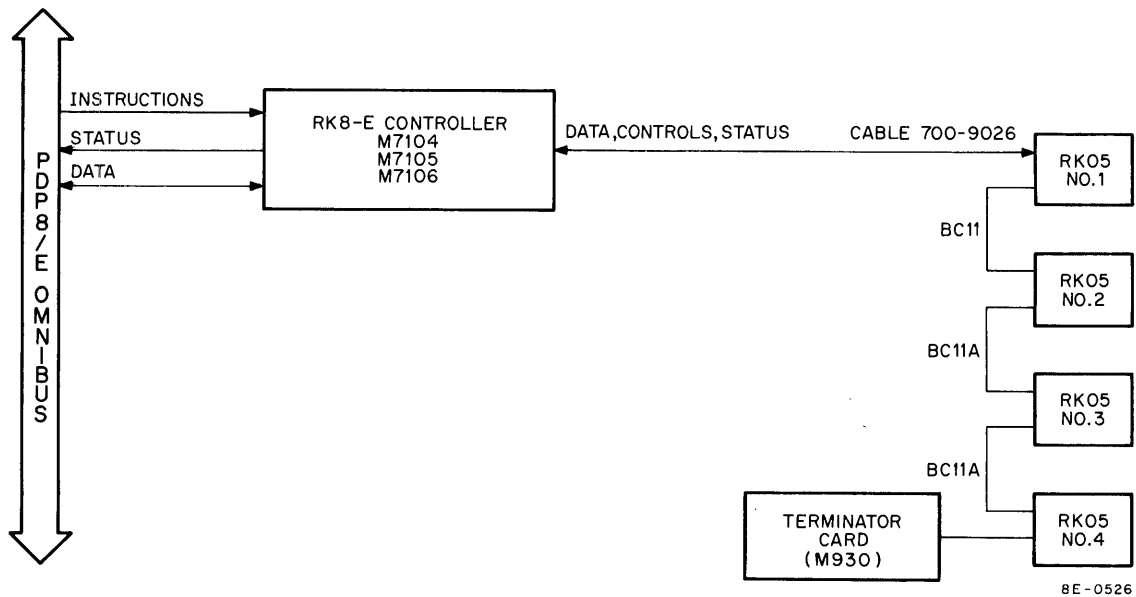 PDP8/E OMNIBUS
INSTRUCTIONS
STATUS
DATA
RK8-E CONTROLLER
M7104
M7105
M7106
DATA,CONTROLS,STATUS
CABLE 700-9026
RK05
NO.1
BC11
RK05
NO.2
BC11A
RK05
NO.3
BC11A
TERMINATOR
CARD
(M930)
RK05
NO.4
8E-0526